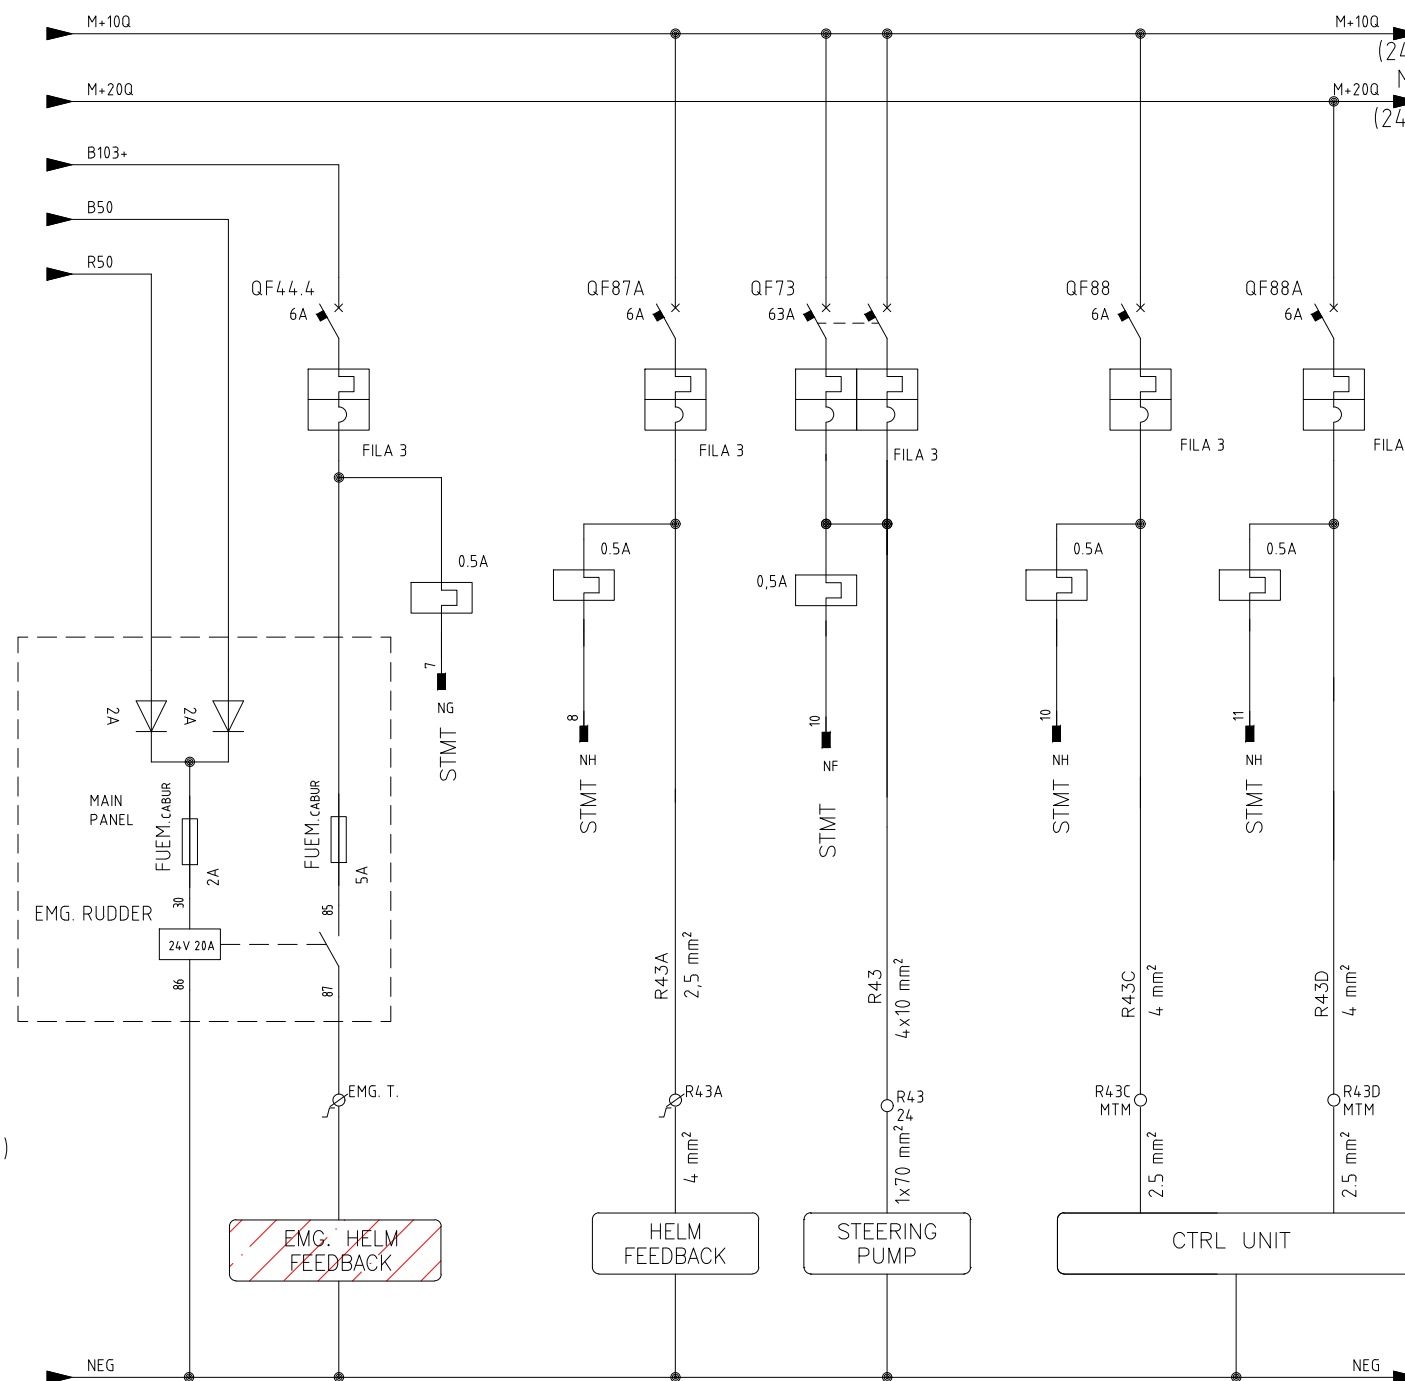 M+10Q
M+10Q
(24
M+20Q
M+20Q
(24
B103+
B50
R50
QF44.4
6A
QF87A
6A
QF73
63A
QF88
6A
QF88A
6A
FILA 3
FILA 3
FILA 3
FILA 3
FILA
0.5A
0.5A
0,5A
0.5A
0.5A
7
NG
STMT
8
NH
STMT
10
NF
STMT
10
NH
STMT
11
NH
STMT
2A
2A
MAIN
PANEL
FUEM.CABUR
2A
FUEM.CABUR
5A
EMG. RUDDER
30
24V 20A
86
85
87
R43A
2,5 mm²
R43
4x10 mm²
R43C
4 mm²
R43D
4 mm²
EMG. T.
R43A
R43
24
R43C
MTM
R43D
MTM
)
4 mm²
1x70 mm²
2.5 mm²
2.5 mm²
EMG. HELM
FEEDBACK
HELM
FEEDBACK
STEERING
PUMP
CTRL UNIT
NEG
NEG